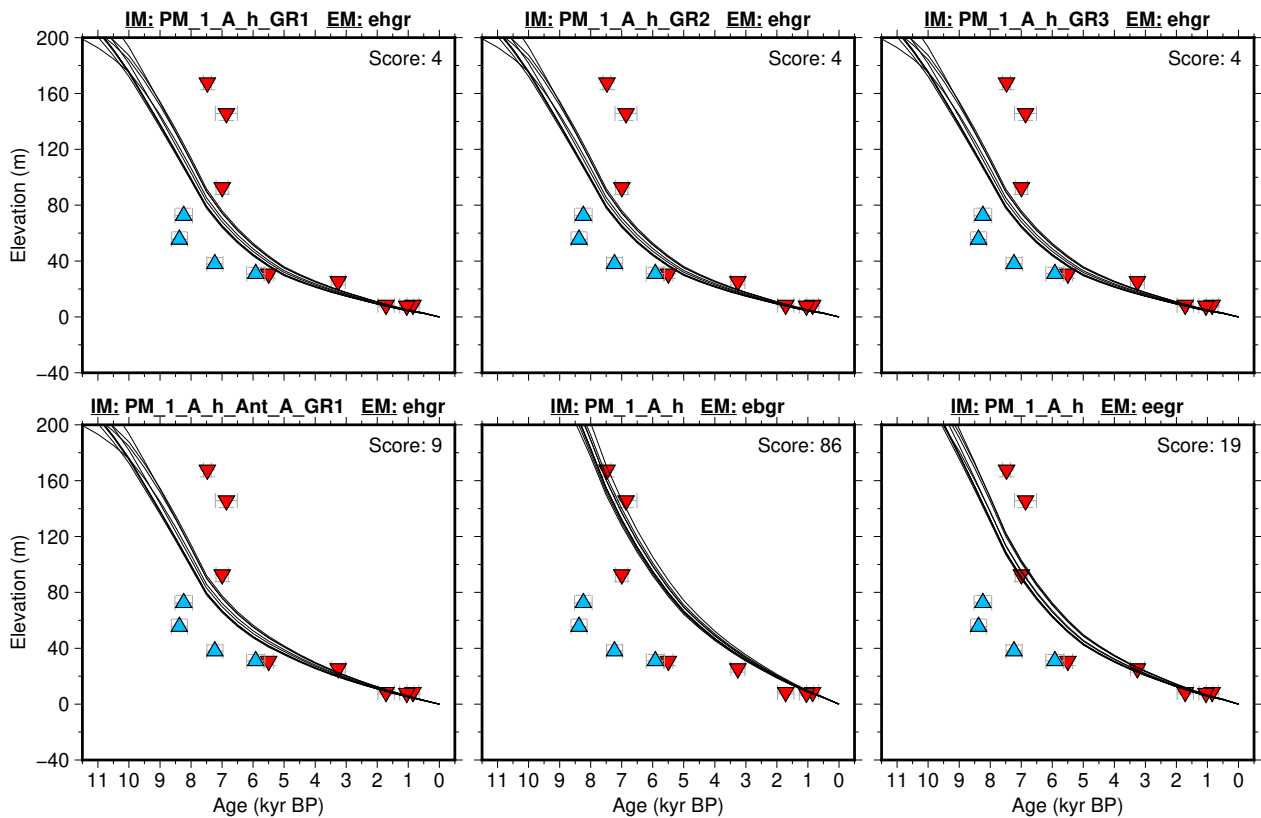 IM: PM_1_A_h_GR1 EM: ehgr
IM: PM_1_A_h_GR2 EM: ehgr
IM: PM_1_A_h_GR3 EM: ehgr
Score: 4
Score: 4
Score: 4
200
160
120
80
40
0
−40
Elevation (m)
IM: PM_1_A_h_Ant_A_GR1 EM: ehgr
IM: PM_1_A_h EM: ebgr
IM: PM_1_A_h EM: eegr
Score: 9
Score: 86
Score: 19
200
160
120
80
40
0
−40
Elevation (m)
11 10 9 8 7 6 5 4 3 2 1 0
11 10 9 8 7 6 5 4 3 2 1 0
11 10 9 8 7 6 5 4 3 2 1 0
Age (kyr BP)
Age (kyr BP)
Age (kyr BP)